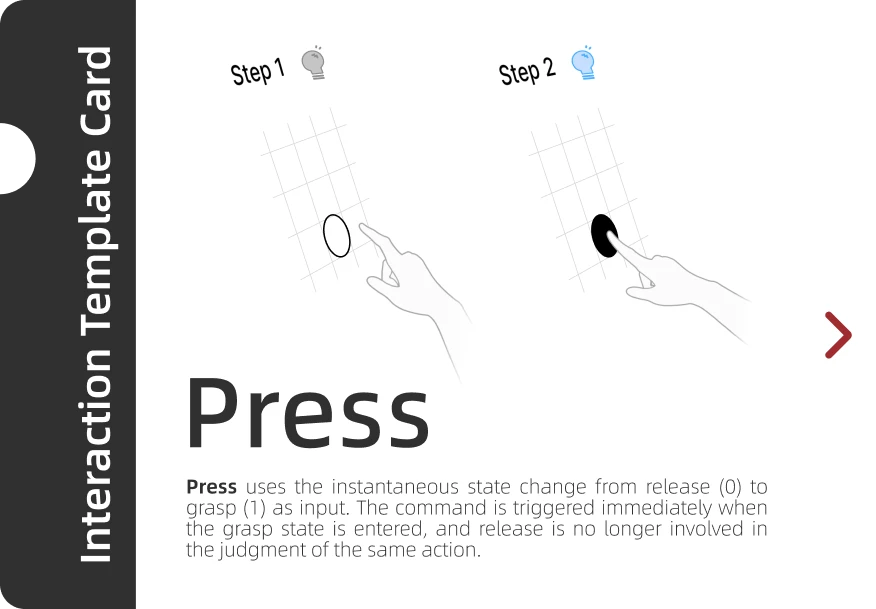 Interaction Template Card
Step 1
Step 2
Press
Press uses the instantaneous state change from release (0) to
grasp (1) as input. The command is triggered immediately when
the grasp state is entered, and release is no longer involved in
the judgment of the same action.